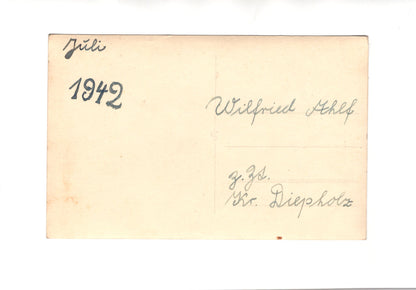 Juli
1942
Wilfried Ahlf
z. Zt.
Kr. Diepholz